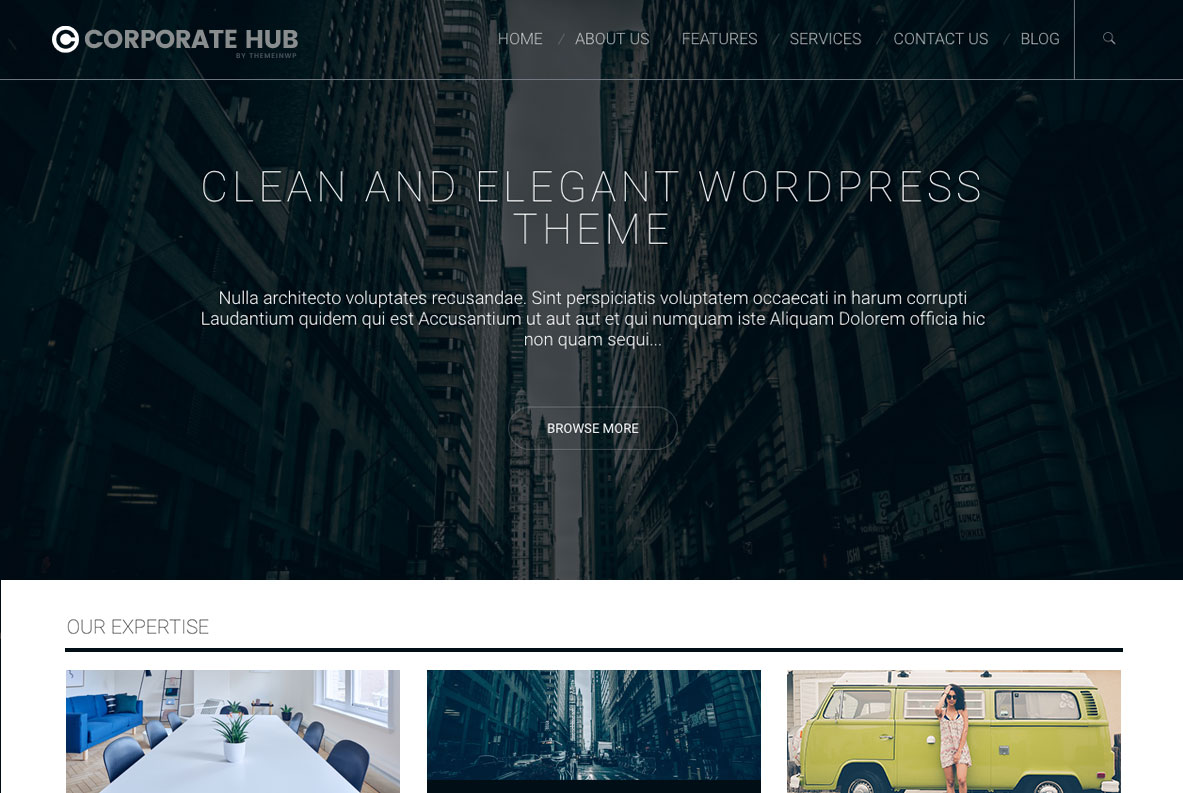 CORPORATE HUB
BY THEMEINWP
HOME / ABOUT US / FEATURES / SERVICES / CONTACT US / BLOG
CLEAN AND ELEGANT WORDPRESS
THEME
Nulla architecto voluptates recusandae. Sint perspiciatis voluptatem occaecati in harum corrupti
Laudantium quidem qui est Accusantium ut aut aut et qui numquam iste Aliquam Dolorem officia hic
non quam sequi...
BROWSE MORE
Cafe
LUNCH
OUR EXPERTISE